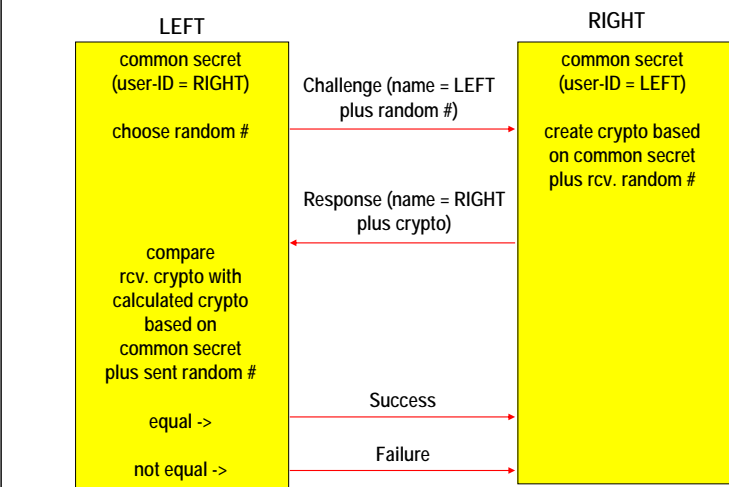 LEFT
RIGHT
common secret
(user-ID = RIGHT)
choose random #
Challenge (name = LEFT
plus random #)
common secret
(user-ID = LEFT)
create crypto based
on common secret
plus rcv. random #
Response (name = RIGHT
plus crypto)
compare
rcv. crypto with
calculated crypto
based on
common secret
plus sent random #
equal ->
Success
not equal ->
Failure